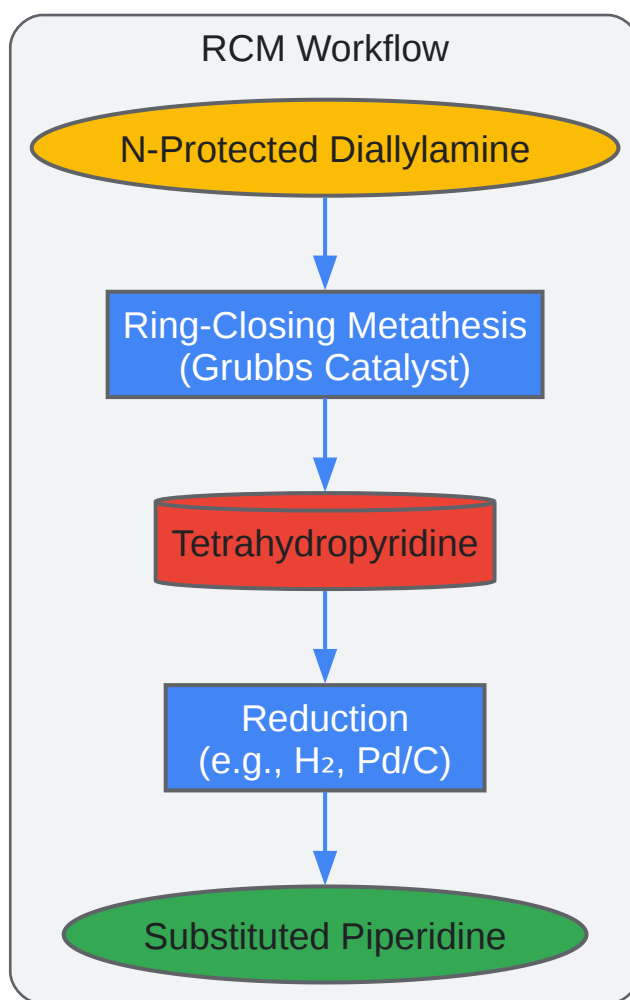 RCM Workflow
N-Protected Diallylamine
Ring-Closing Metathesis
(Grubbs Catalyst)
Tetrahydropyridine
Reduction
(e.g., H₂, Pd/C)
Substituted Piperidine